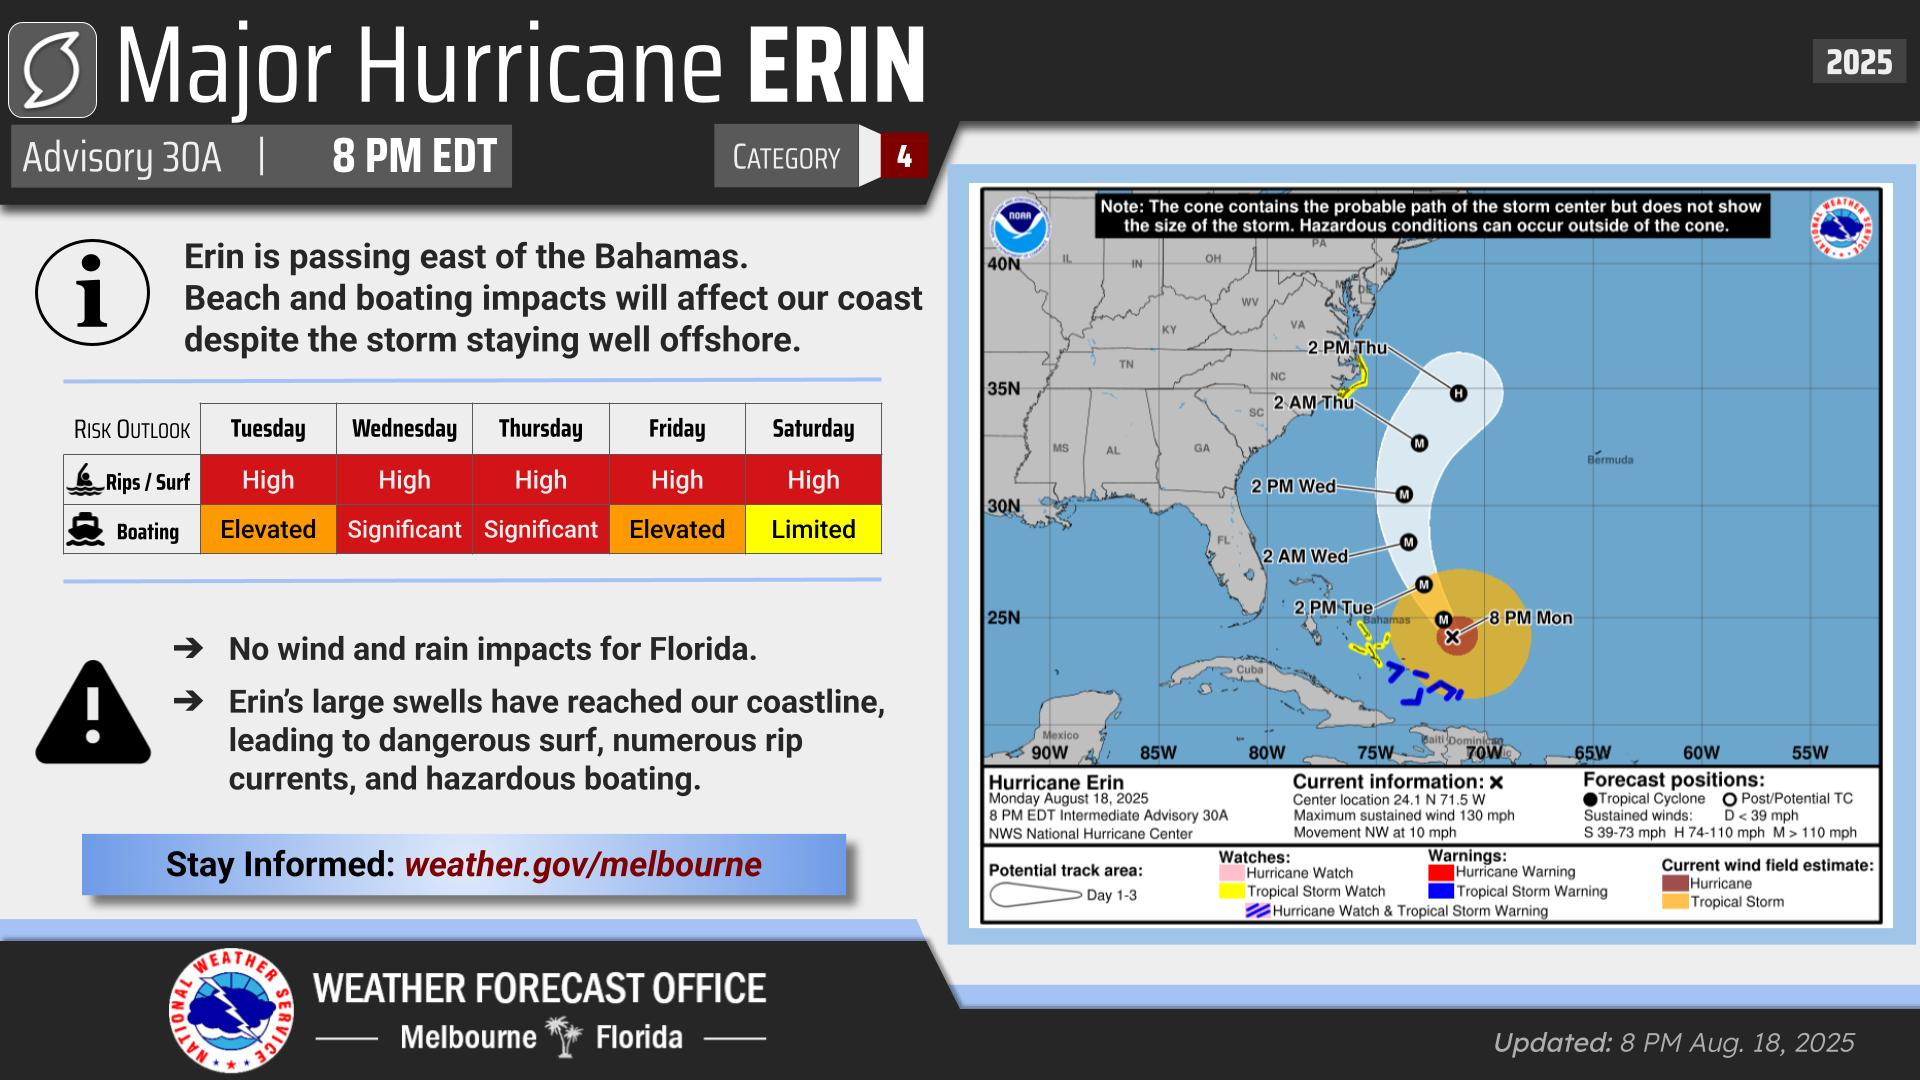 Major Hurricane ERIN
2025
Advisory 30A | 8 PM EDT
CATEGORY 4
Erin is passing east of the Bahamas.
Beach and boating impacts will affect our coast
despite the storm staying well offshore.
RISK OUTLOOK Tuesday Wednesday Thursday Friday Saturday
Rips / Surf High High High High High
Boating Elevated Significant Significant Elevated Limited
➔ No wind and rain impacts for Florida.
➔ Erin's large swells have reached our coastline,
leading to dangerous surf, numerous rip
currents, and hazardous boating.
Stay Informed: weather.gov/melbourne
NATIONAL WEATHER SERVICE
WEATHER FORECAST OFFICE
Melbourne Florida
Note: The cone contains the probable path of the storm center but does not show
the size of the storm. Hazardous conditions can occur outside of the cone.
NOAA
NATIONAL WEATHER SERVICE
PA
IL IN OH NJ
40N
DE
WV
VA
KY
2 PM Thu
TN
NC
35N
2 AM Thu
H
SC
M
MS AL GA
Bermuda
2 PM Wed
M
30N
FL
M
2 AM Wed
M
2 PM Tue
25N
Bahamas
M
8 PM Mon
Cuba
Mexico
Haiti
90W 85W 80W 75W 70W 65W 60W 55W
Hurricane Erin
Monday August 18, 2025
8 PM EDT Intermediate Advisory 30A
NWS National Hurricane Center
Current information: ×
Center location 24.1 N 71.5 W
Maximum sustained wind 130 mph
Movement NW at 10 mph
Forecast positions:
Tropical Cyclone Post/Potential TC
Sustained winds: D < 39 mph
S 39-73 mph H 74-110 mph M > 110 mph
Potential track area:
Day 1-3
Watches:
Hurricane Watch
Tropical Storm Watch
Warnings:
Hurricane Warning
Tropical Storm Warning
Hurricane Watch & Tropical Storm Warning
Current wind field estimate:
Hurricane
Tropical Storm
Updated: 8 PM Aug. 18, 2025